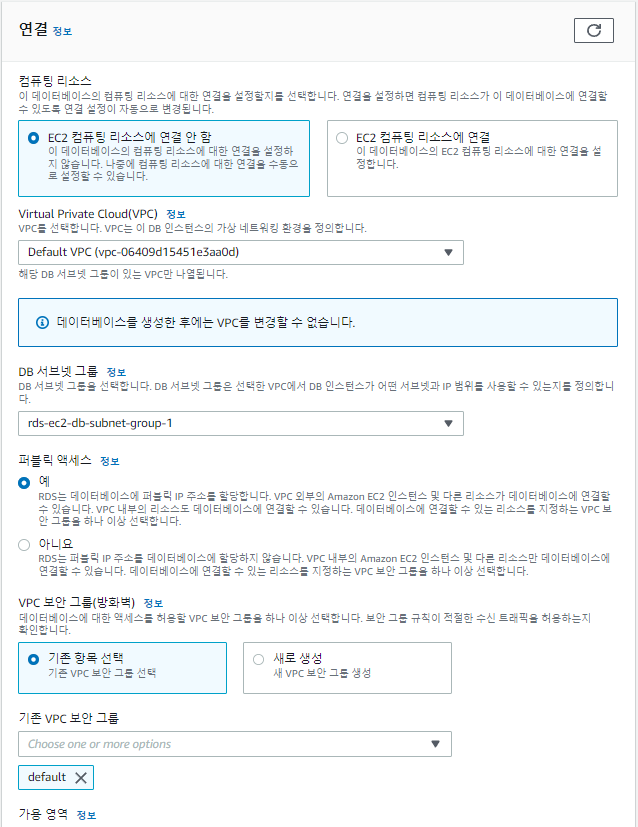 연결 정보
컴퓨팅 리소스
이 데이터베이스의 컴퓨팅 리소스에 대한 연결을 설정할지를 선택합니다. 연결을 설정하면 컴퓨팅 리소스가 이 데이터베이스에 연결할
수 있도록 연결 설정이 자동으로 변경됩니다.
EC2 컴퓨팅 리소스에 연결 안 함
이 데이터베이스의 컴퓨팅 리소스에 대한 연결을 설정하
지 않습니다. 나중에 컴퓨팅 리소스에 대한 연결을 수동으
로 설정할 수 있습니다.
EC2 컴퓨팅 리소스에 연결
이 데이터베이스의 EC2 컴퓨팅 리소스에 대한 연결을 설
정합니다.
Virtual Private Cloud(VPC) 정보
VPC를 선택합니다. VPC는 이 DB 인스턴스의 가상 네트워킹 환경을 정의합니다.
Default VPC (vpc-06409d15451e3aa0d)
해당 DB 서브넷 그룹이 있는 VPC만 나열됩니다.
데이터베이스를 생성한 후에는 VPC를 변경할 수 없습니다.
DB 서브넷 그룹 정보
DB 서브넷 그룹을 선택합니다. DB 서브넷 그룹은 선택한 VPC에서 DB 인스턴스가 어떤 서브넷과 IP 범위를 사용할 수 있는지를 정의합니
다.
rds-ec2-db-subnet-group-1
퍼블릭 액세스 정보
예
RDS는 데이터베이스에 퍼블릭 IP 주소를 할당합니다. VPC 외부의 Amazon EC2 인스턴스 및 다른 리소스가 데이터베이스에 연결할
수 있습니다. VPC 내부의 리소스도 데이터베이스에 연결할 수 있습니다. 데이터베이스에 연결할 수 있는 리소스를 지정하는 VPC 보
안 그룹을 하나 이상 선택합니다.
아니요
RDS는 퍼블릭 IP 주소를 데이터베이스에 할당하지 않습니다. VPC 내부의 Amazon EC2 인스턴스 및 다른 리소스만 데이터베이스에
연결할 수 있습니다. 데이터베이스에 연결할 수 있는 리소스를 지정하는 VPC 보안 그룹을 하나 이상 선택합니다.
VPC 보안 그룹(방화벽) 정보
데이터베이스에 대한 액세스를 허용할 VPC 보안 그룹을 하나 이상 선택합니다. 보안 그룹 규칙이 적절한 수신 트래픽을 허용하는지
확인합니다.
기존 항목 선택
기존 VPC 보안 그룹 선택
새로 생성
새 VPC 보안 그룹 생성
기존 VPC 보안 그룹
Choose one or more options
default
가용 영역 정보